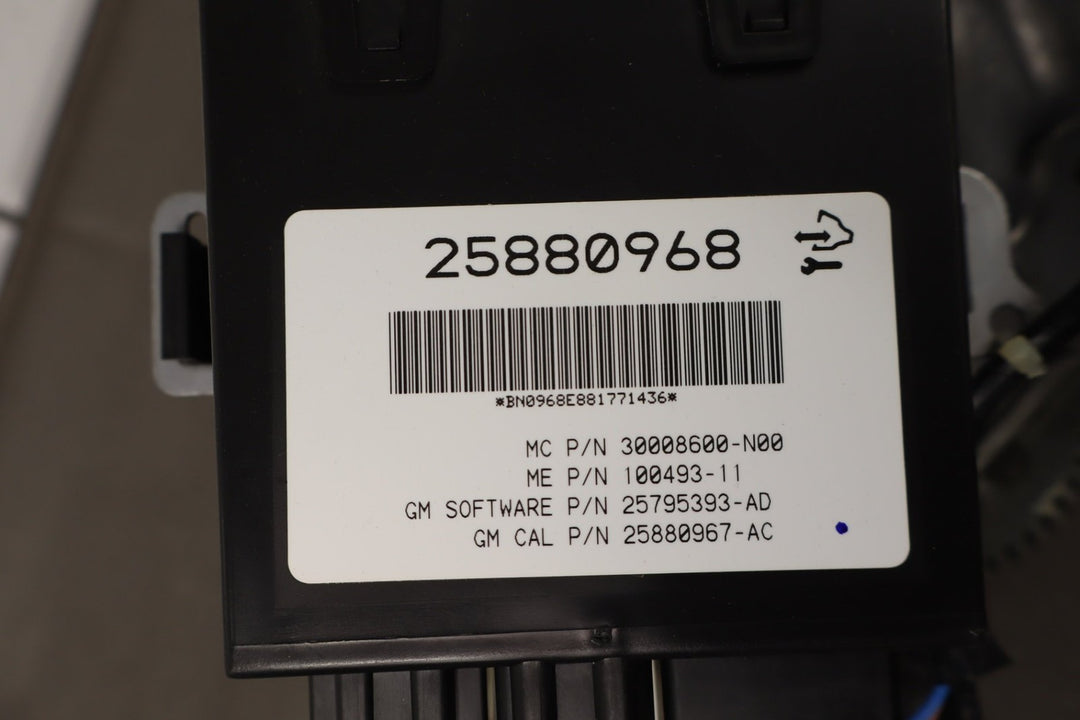 25880968
*BN0968E881771436*
MC P/N 30008600-N00
ME P/N 100493-11
GM SOFTWARE P/N 25795393-AD
GM CAL P/N 25880967-AC